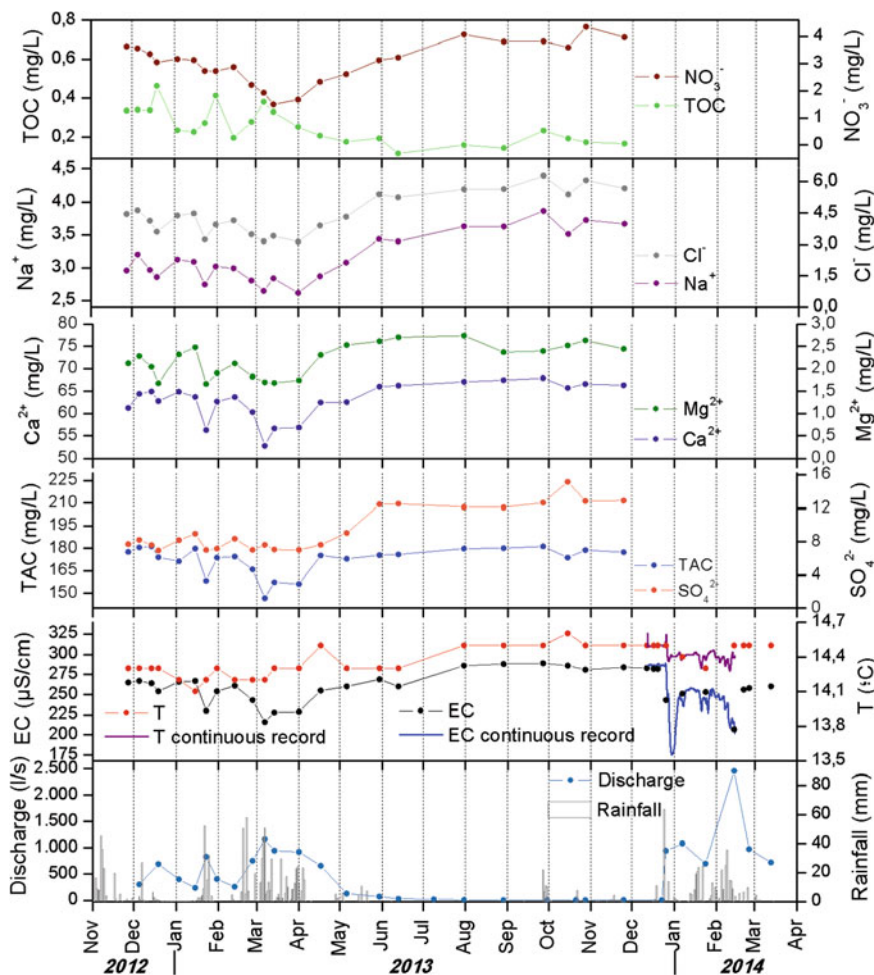 TOC (mg/L)
0,8
0,6
0,4
0,2
NO₃⁻
TOC
4
3
2
1
0
NO₃⁻ (mg/L)
Na⁺ (mg/L)
4,5
4,0
3,5
3,0
2,5
Cl⁻
Na⁺
6,0
4,5
3,0
1,5
0,0
Cl⁻ (mg/L)
Ca²⁺ (mg/L)
80
75
70
65
60
55
50
Mg²⁺
Ca²⁺
3,0
2,5
2,0
1,5
1,0
0,5
0,0
Mg²⁺ (mg/L)
TAC (mg/L)
225
210
195
180
165
150
TAC
SO₄²⁻
16
12
8
4
0
SO₄²⁻ (mg/L)
EC (µS/cm)
325
300
275
250
225
200
175
T
EC
T continuous record
EC continuous record
14,7
14,4
14,1
13,8
13,5
T (ºC)
Discharge (l/s)
2.500
2.000
1.500
1.000
500
0
Discharge
Rainfall
80
60
40
20
0
Rainfall (mm)
Nov Dec Jan Feb Mar Apr May Jun Jul Aug Sep Oct Nov Dec Jan Feb Mar Apr
2012 2013 2014